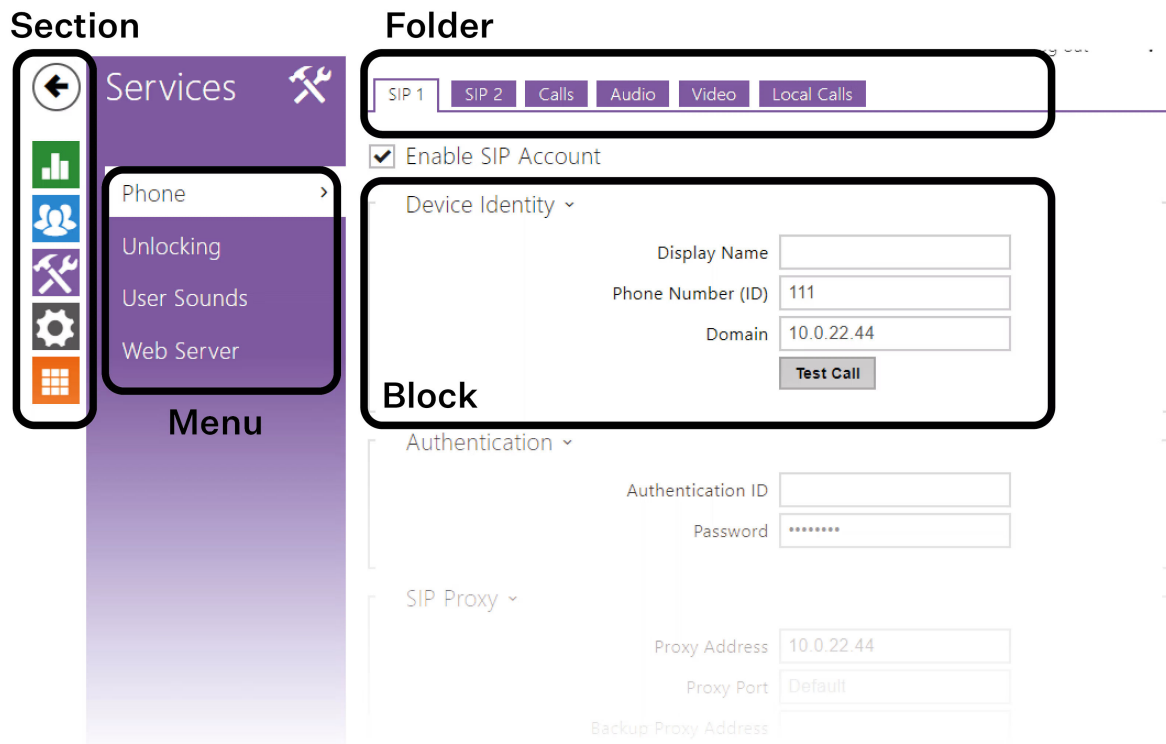 Section
Folder
Services
SIP 1 SIP 2 Calls Audio Video Local Calls
Enable SIP Account
Phone
Unlocking
User Sounds
Web Server
Menu
Device Identity
Display Name
Phone Number (ID) 111
Domain 10.0.22.44
Test Call
Block
Authentication
Authentication ID
Password ••••••••
SIP Proxy
Proxy Address 10.0.22.44
Proxy Port Default
Backup Proxy Address